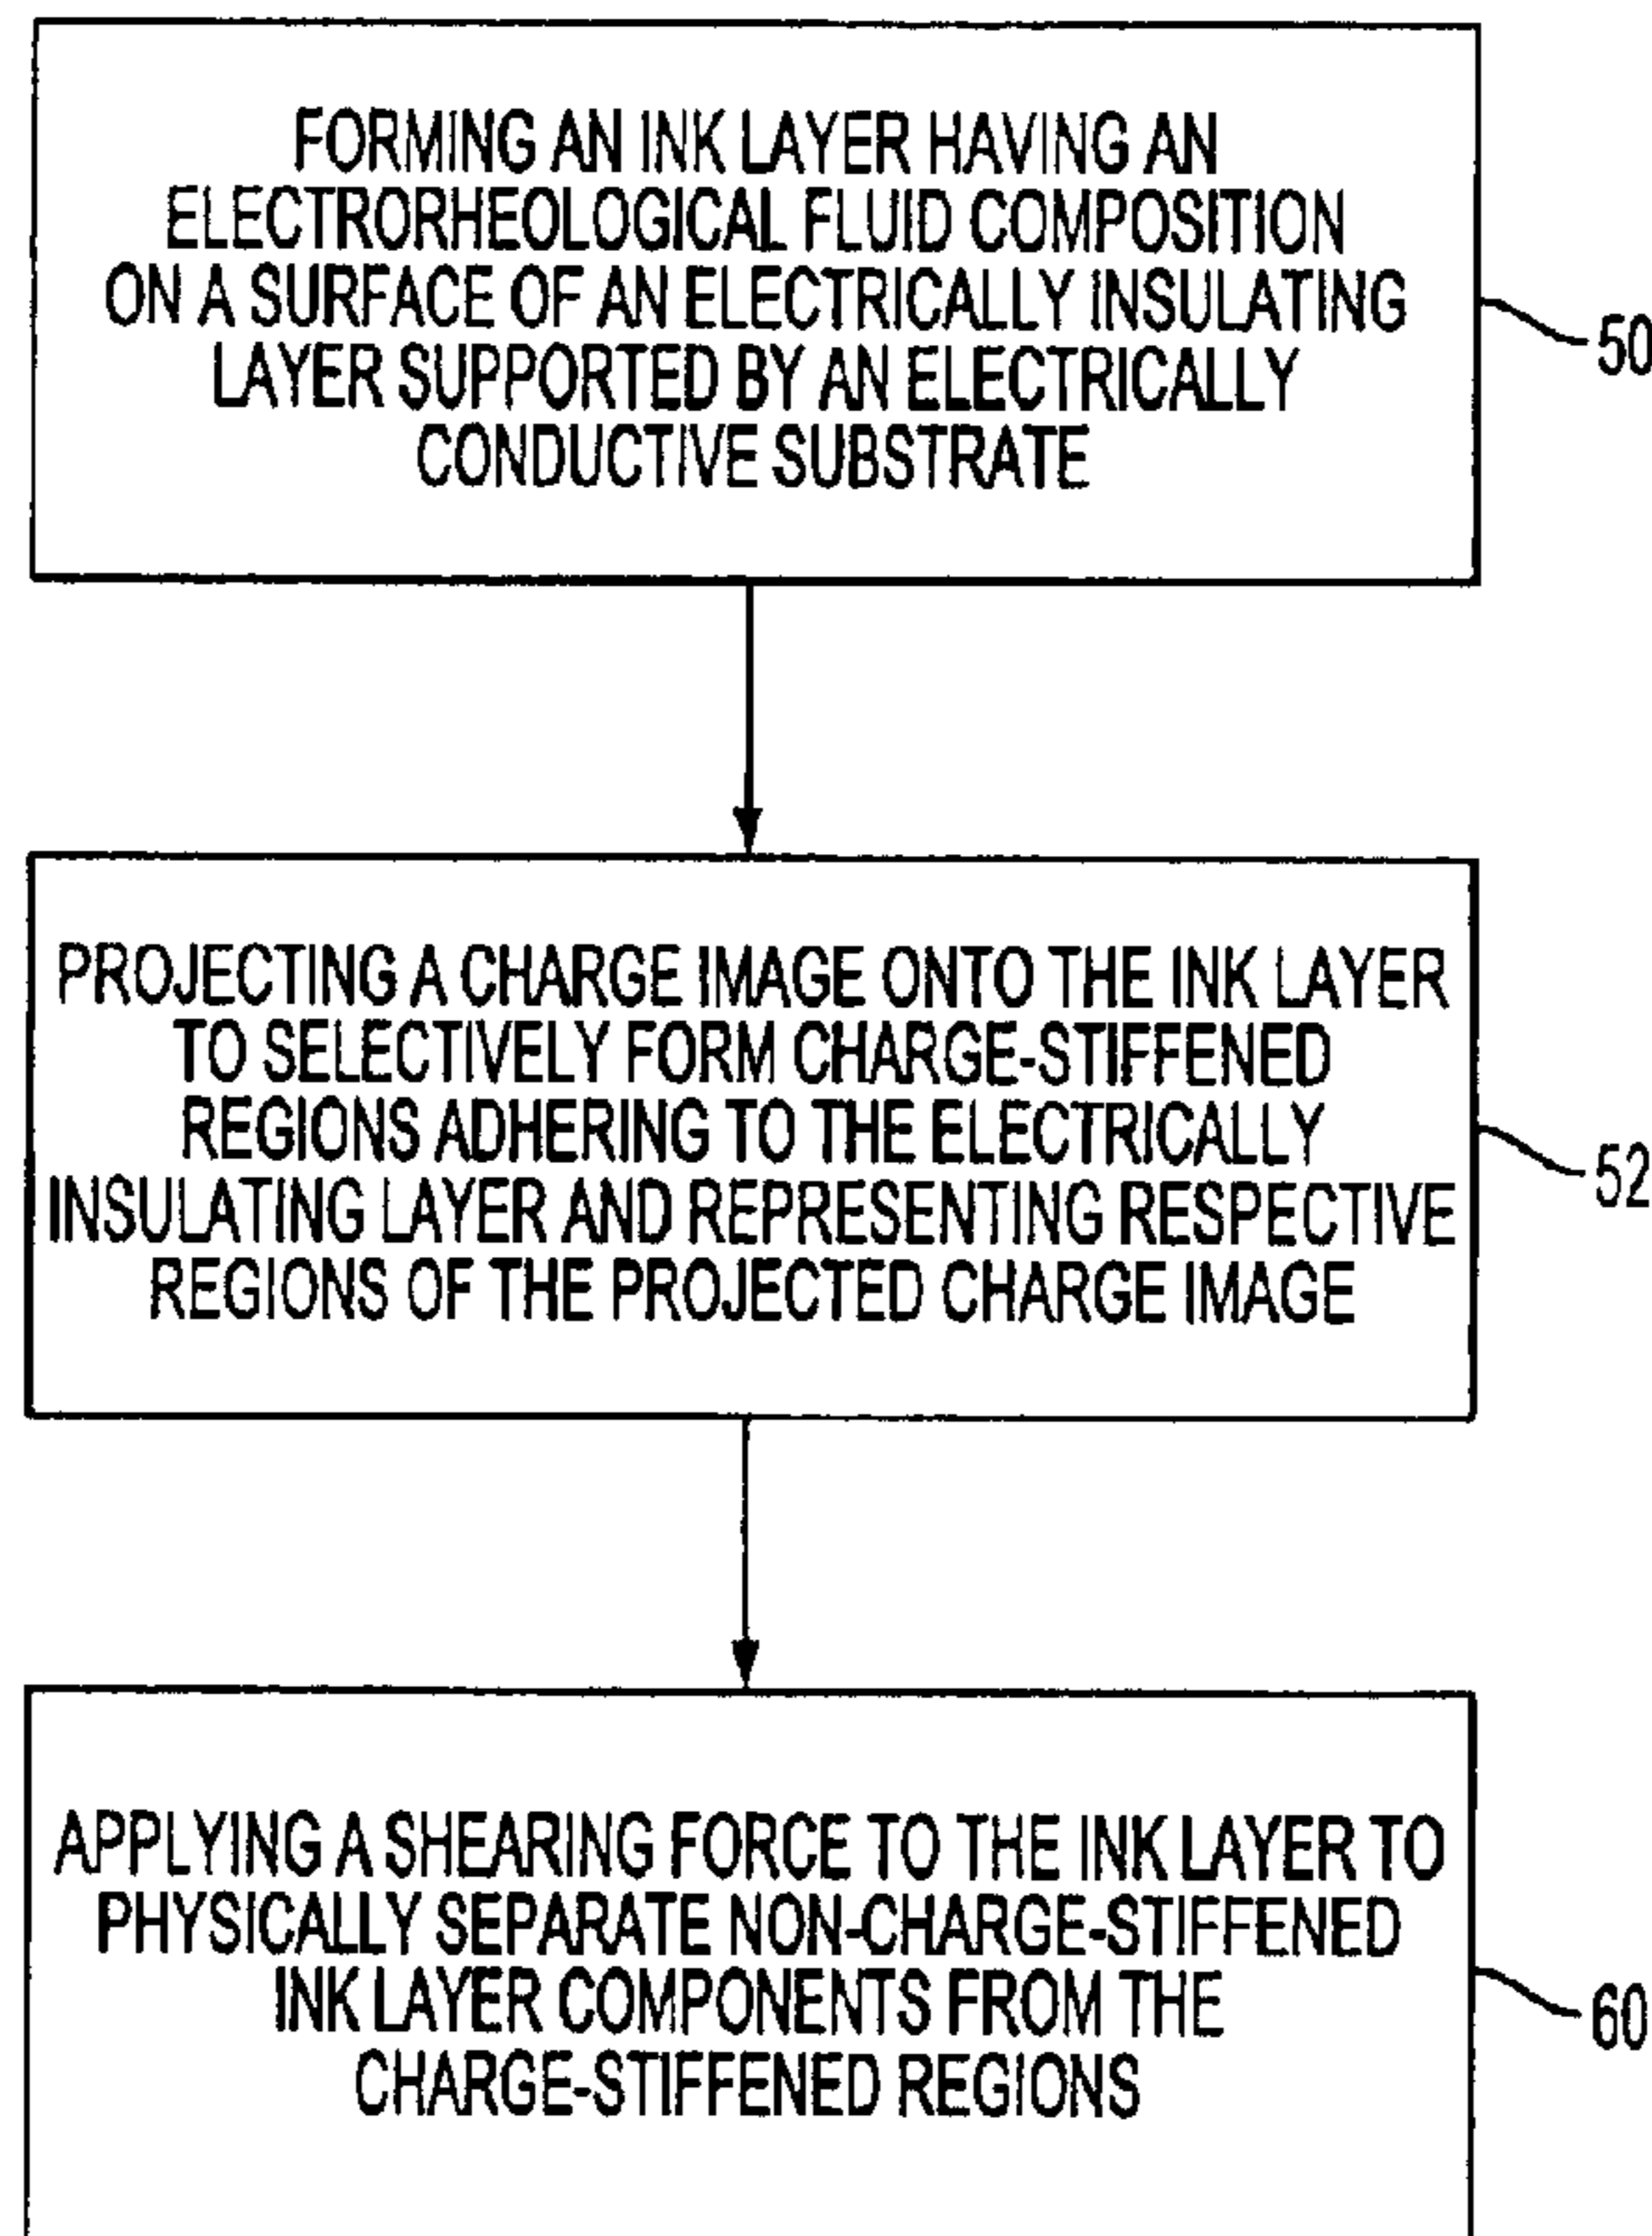 FORMING AN INK LAYER HAVING AN
ELECTRORHEOLOGICAL FLUID COMPOSITION
ON A SURFACE OF AN ELECTRICALLY INSULATING
LAYER SUPPORTED BY AN ELECTRICALLY
CONDUCTIVE SUBSTRATE
50
PROJECTING A CHARGE IMAGE ONTO THE INK LAYER
TO SELECTIVELY FORM CHARGE-STIFFENED
REGIONS ADHERING TO THE ELECTRICALLY
INSULATING LAYER AND REPRESENTING RESPECTIVE
REGIONS OF THE PROJECTED CHARGE IMAGE
52
APPLYING A SHEARING FORCE TO THE INK LAYER TO
PHYSICALLY SEPARATE NON-CHARGE-STIFFENED
INK LAYER COMPONENTS FROM THE
CHARGE-STIFFENED REGIONS
60